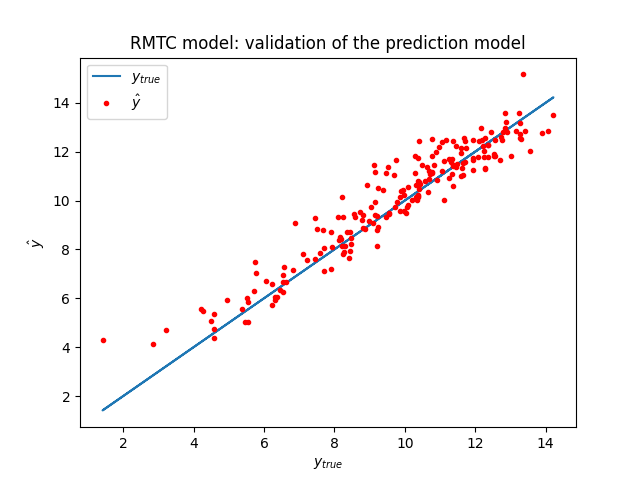 RMTC model: validation of the prediction model
y_true
ŷ
14
12
10
8
6
4
2
ŷ
2 4 6 8 10 12 14
y_true